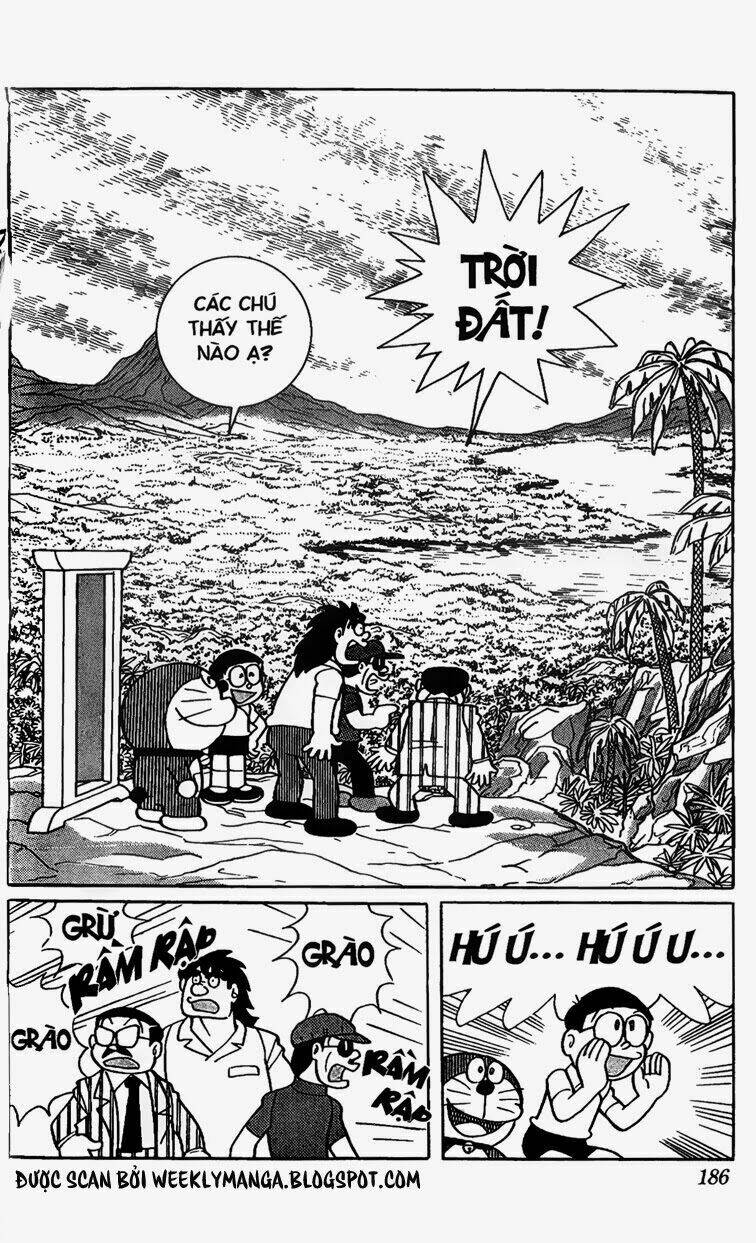 CÁC CHÚ
THẤY THẾ
NÀO Ạ?
TRỜI
ĐẤT!
GRỪ
RẦM RẬP
GRÀO
GRÀO
RẦM
RẬP
HÚ Ú... HÚ Ú Ư...
ĐƯỢC SCAN BỞI WEEKLYMANGA.BLOGSPOT.COM
186